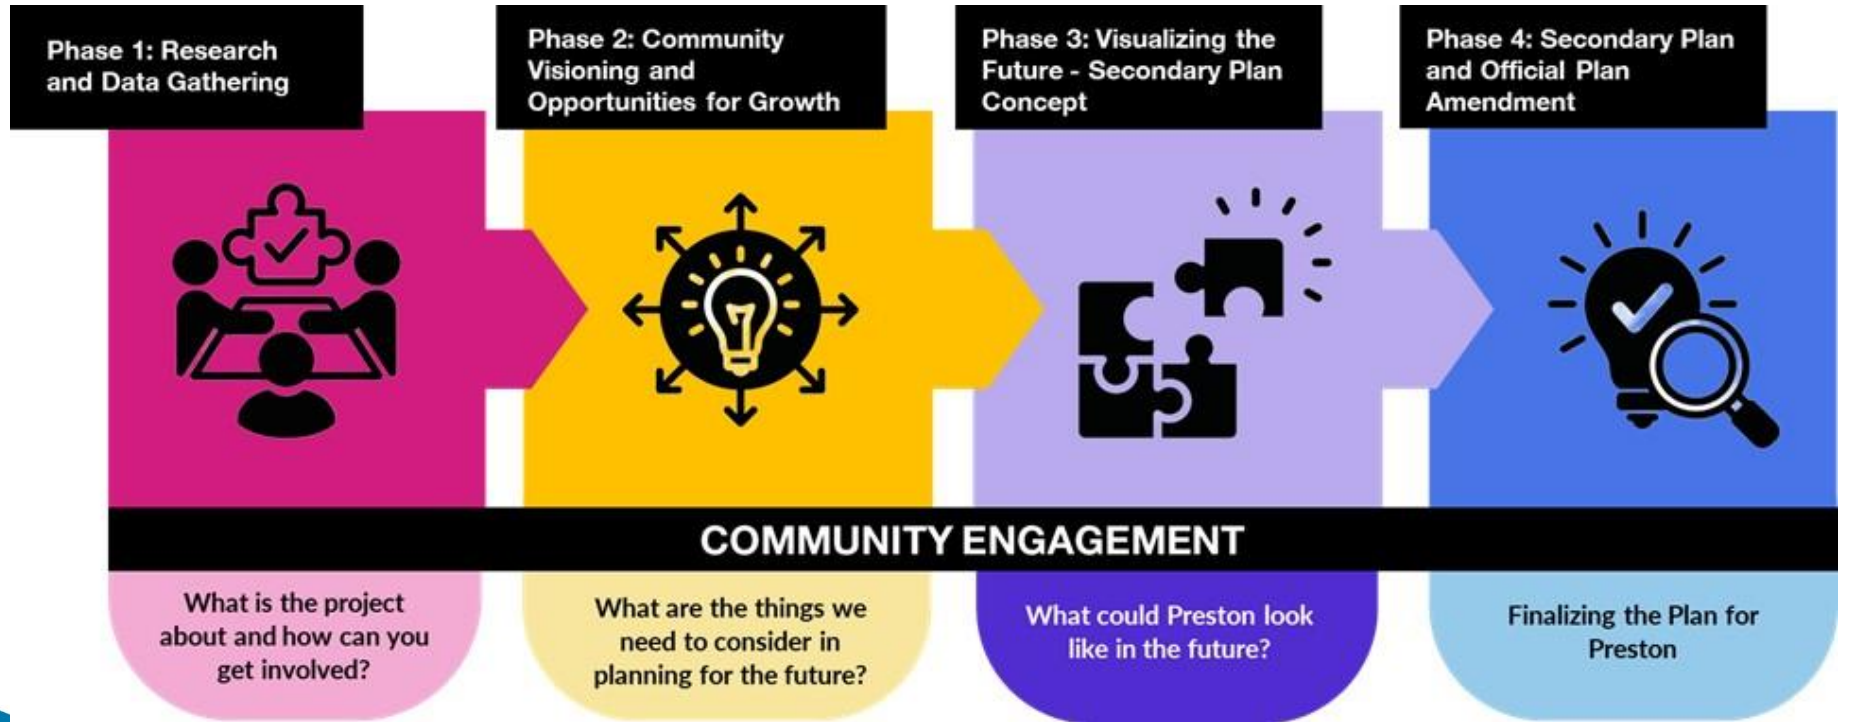 Phase 1: Research
and Data Gathering
Phase 2: Community
Visioning and
Opportunities for Growth
Phase 3: Visualizing the
Future - Secondary Plan
Concept
Phase 4: Secondary Plan
and Official Plan
Amendment
COMMUNITY ENGAGEMENT
What is the project
about and how can you
get involved?
What are the things we
need to consider in
planning for the future?
What could Preston look
like in the future?
Finalizing the Plan for
Preston